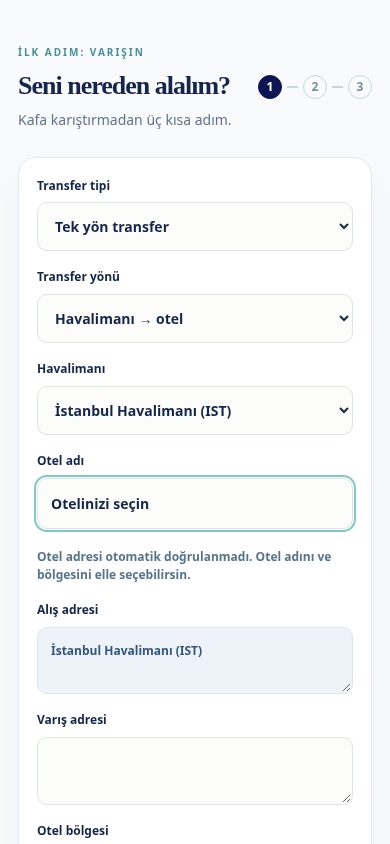 İLK ADIM: VARIŞIN
Seni nereden alalım?
1
2
3
Kafa karıştırmadan üç kısa adım.
Transfer tipi
Tek yön transfer
Transfer yönü
Havalimanı → otel
Havalimanı
İstanbul Havalimanı (IST)
Otel adı
Otelinizi seçin
Otel adresi otomatik doğrulanmadı. Otel adını ve
bölgesini elle seçebilirsin.
Alış adresi
İstanbul Havalimanı (IST)
Varış adresi
Otel bölgesi